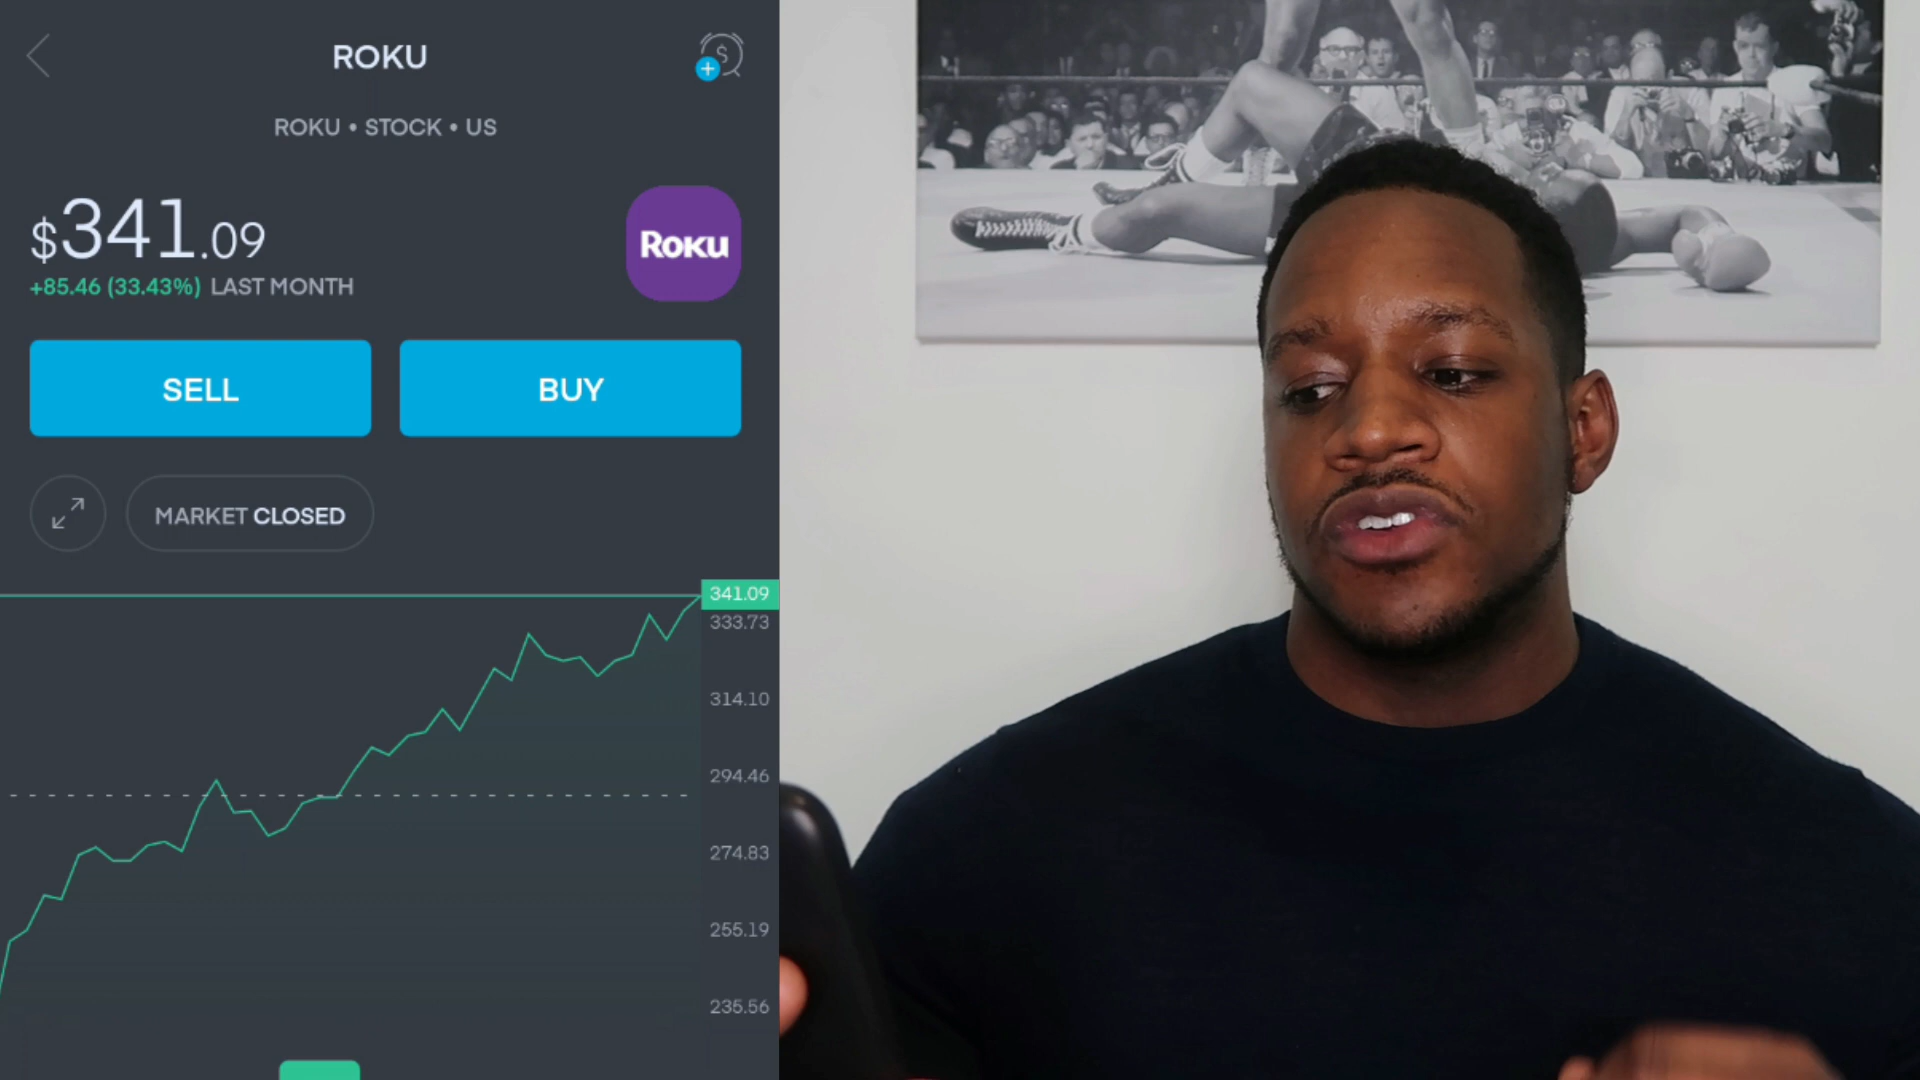 ROKU
ROKU • STOCK • US
$341.09
+85.46 (33.43%) LAST MONTH
ROKU
SELL
BUY
MARKET CLOSED
341.09
333.73
314.10
294.46
274.83
255.19
235.56